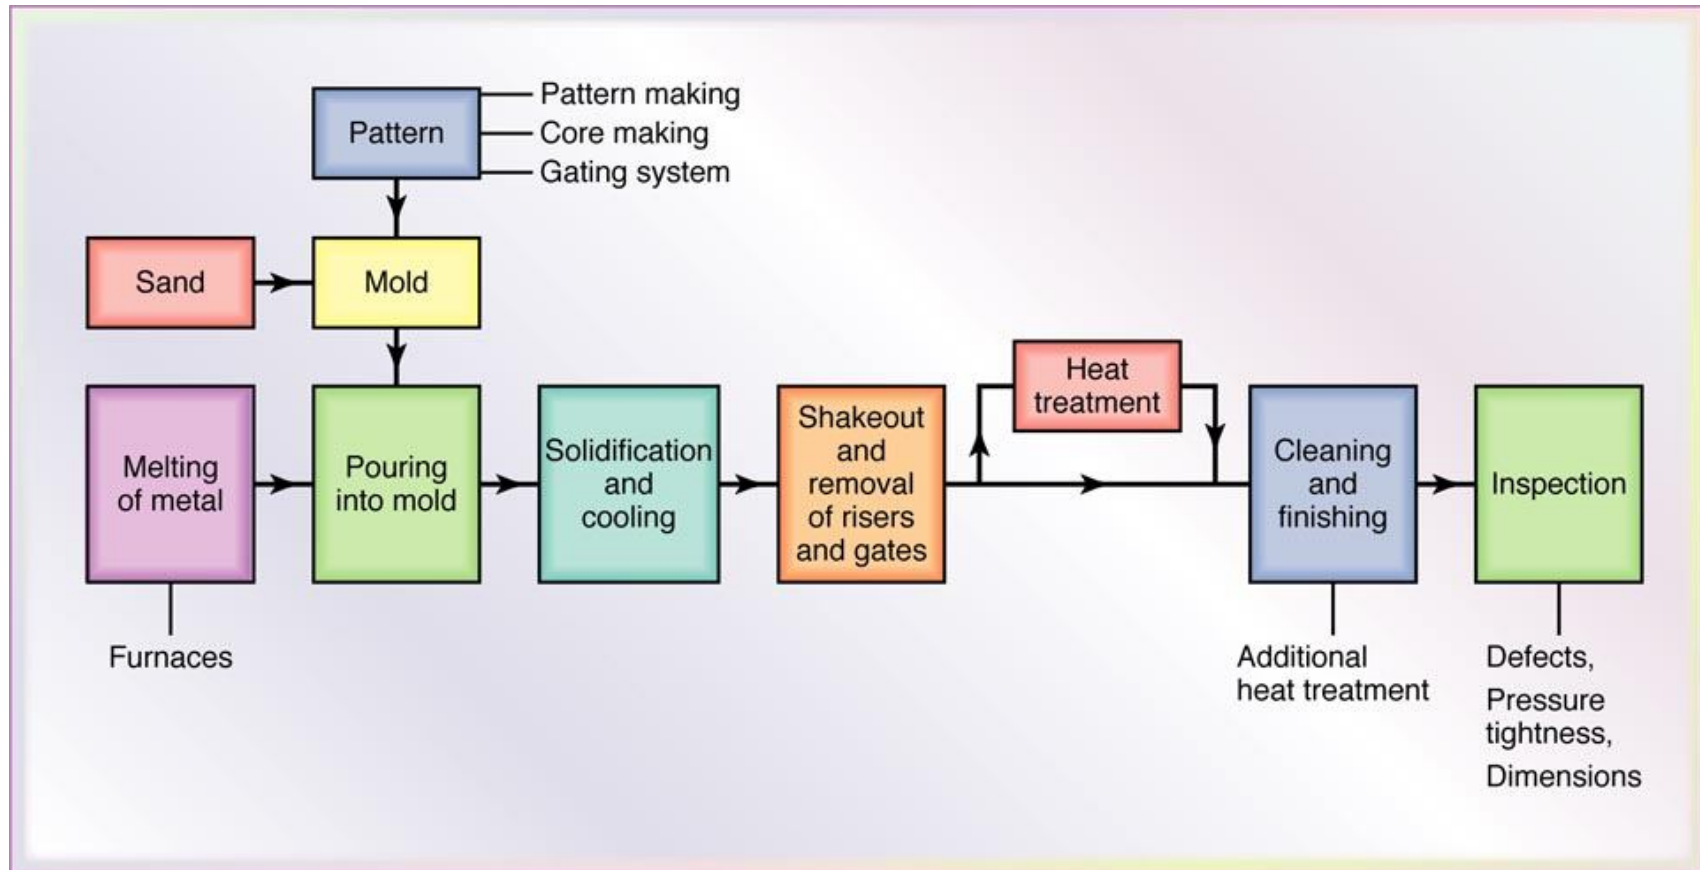 Pattern
Pattern making
Core making
Gating system
Sand
Mold
Melting
of metal
Furnaces
Pouring
into mold
Solidification
and
cooling
Shakeout
and
removal
of risers
and gates
Heat
treatment
Cleaning
and
finishing
Additional
heat treatment
Inspection
Defects,
Pressure
tightness,
Dimensions